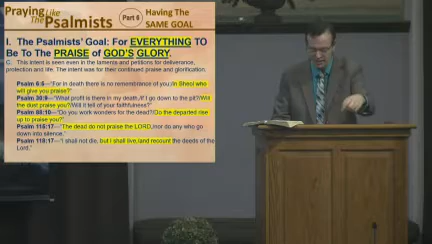 Praying Like The Psalmists
Part 6
Having The
SAME GOAL
I. The Psalmists' Goal: For EVERYTHING TO
Be To The PRAISE of GOD'S GLORY.
C. This intent is seen even in the laments and petitions for deliverance,
protection and life. The intent was for their continued praise and glorification.
Psalm 6:5—"For in death there is no remembrance of you; in Sheol who
will give you praise?"
Psalm 30:9—"What profit is there in my death, if I go down to the pit? Will
the dust praise you? Will it tell of your faithfulness?"
Psalm 88:10—"Do you work wonders for the dead? Do the departed rise
up to praise you?"
Psalm 115:17—"The dead do not praise the LORD, nor do any who go
down into silence."
Psalm 118:17—"I shall not die, but I shall live, and recount the deeds of the
Lord."